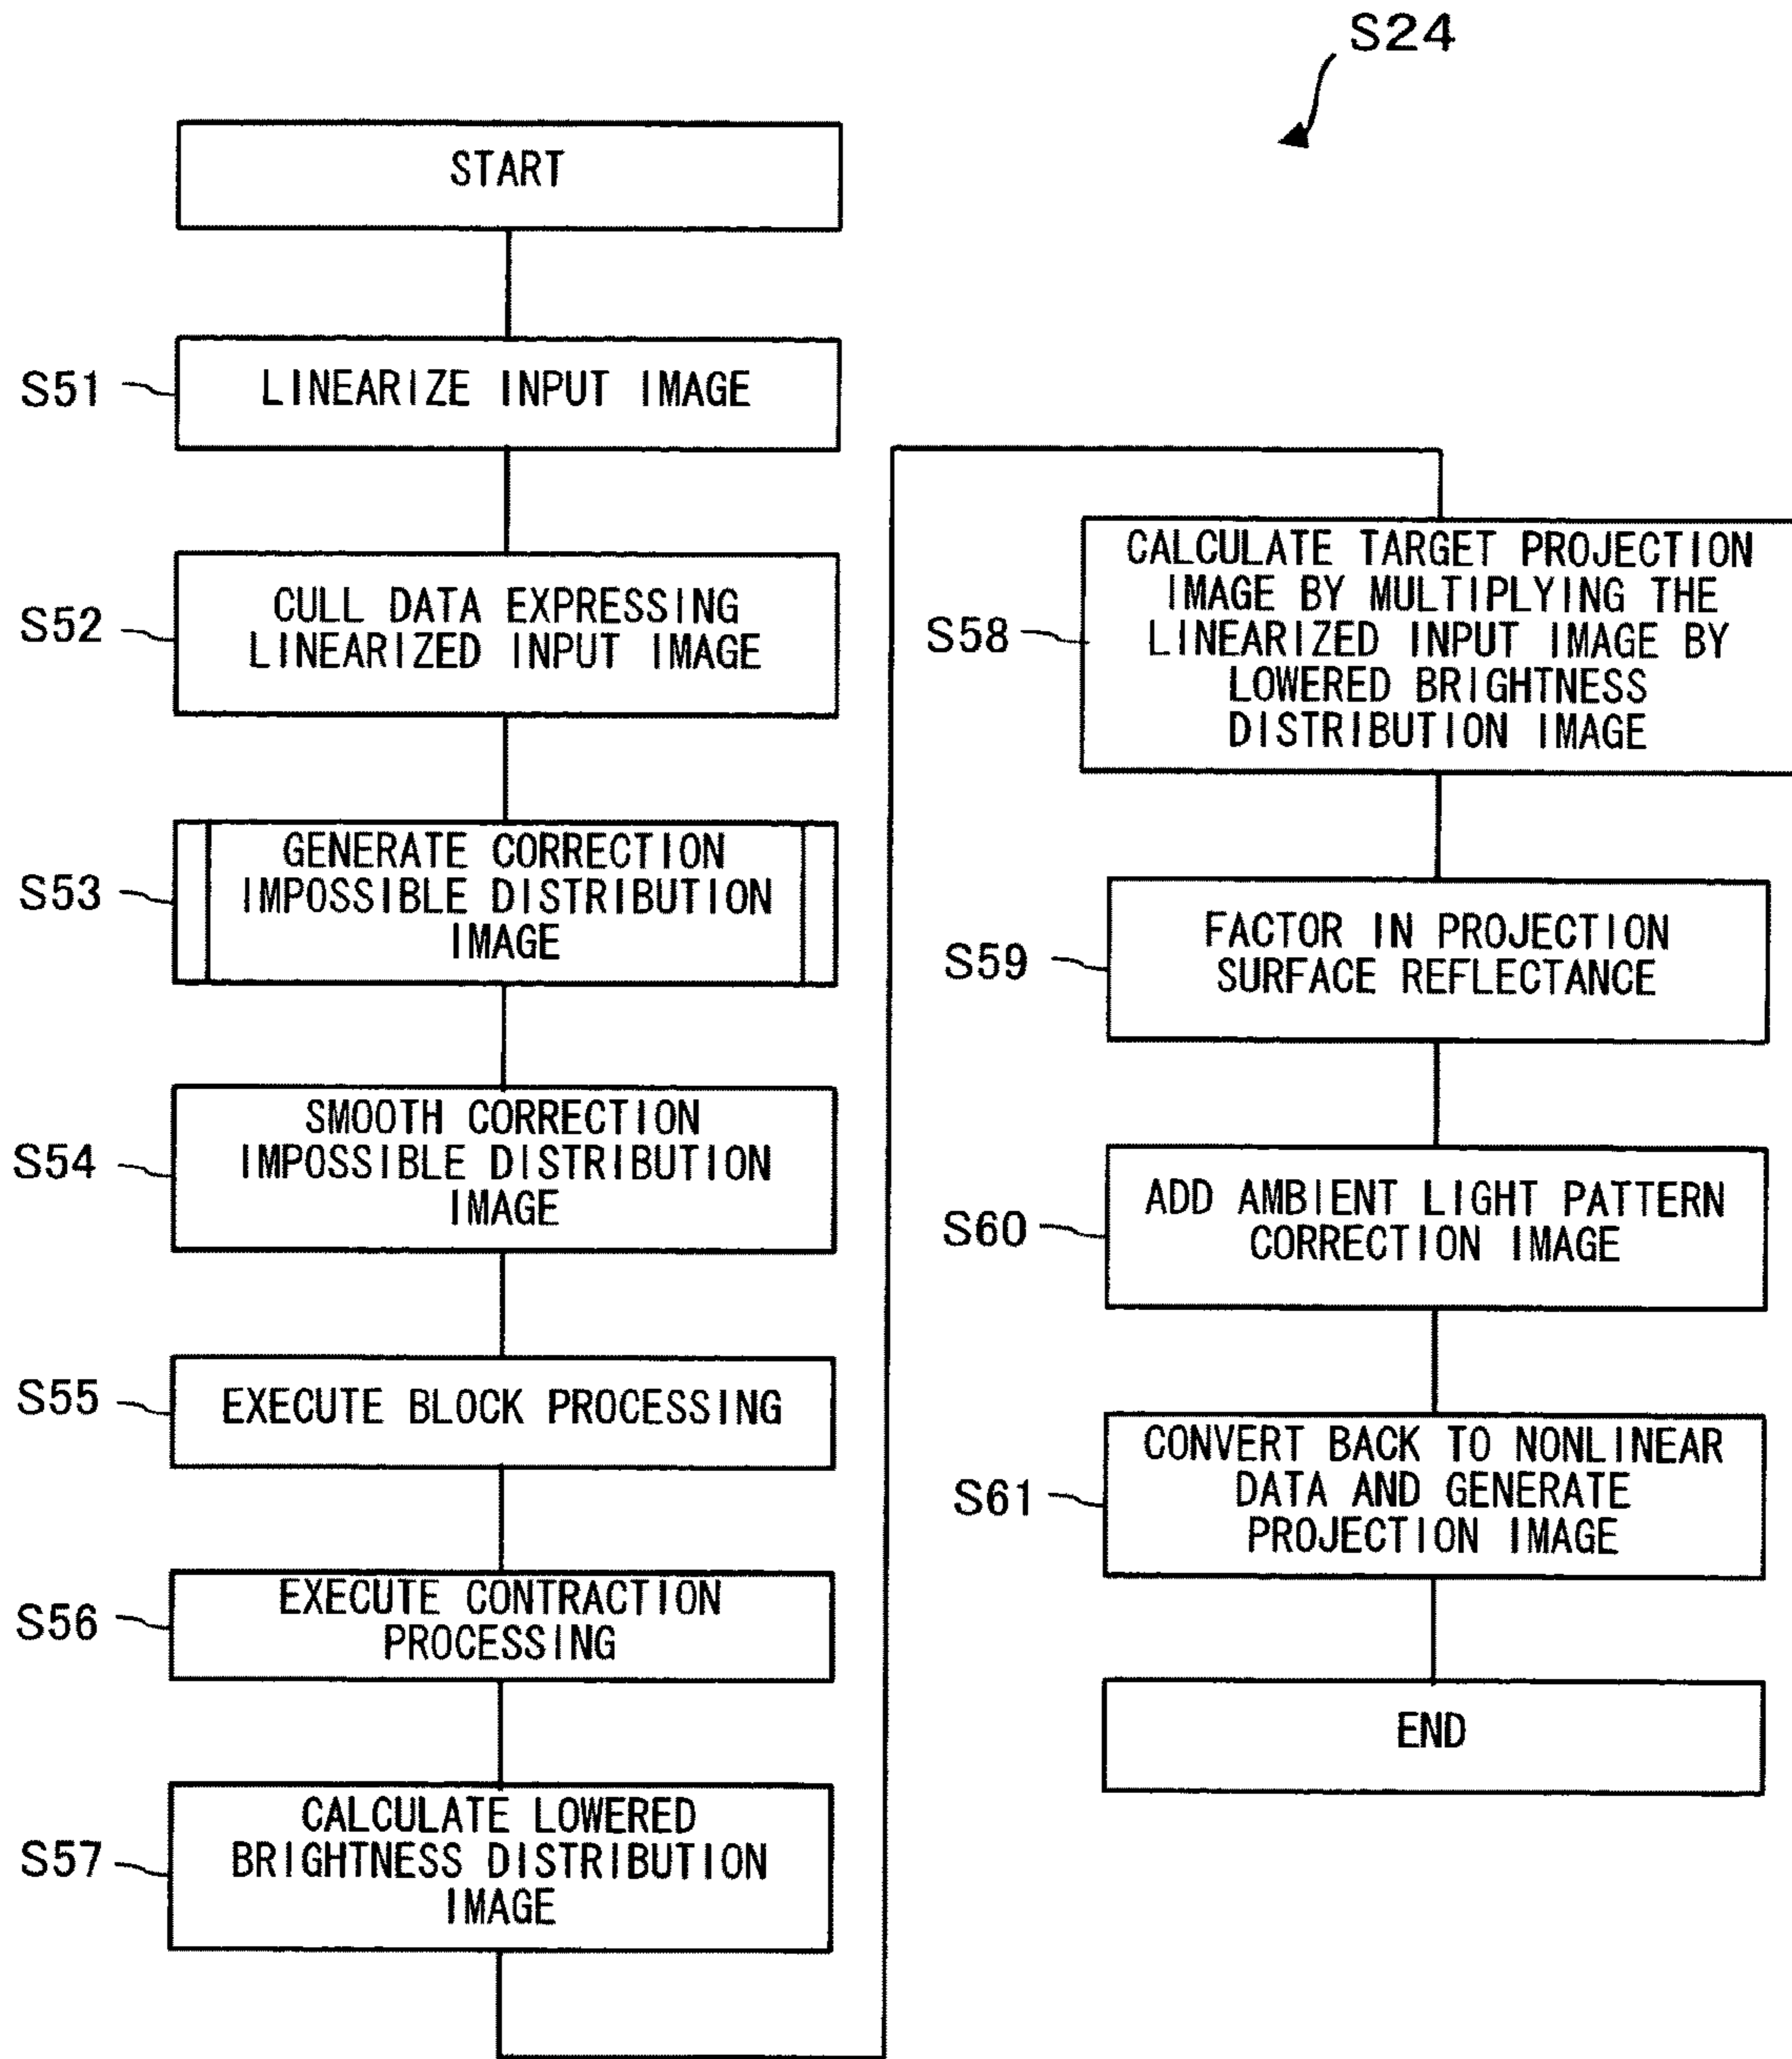 S24
START
S51
LINEARIZE INPUT IMAGE
S52
CULL DATA EXPRESSING
LINEARIZED INPUT IMAGE
S53
GENERATE CORRECTION
IMPOSSIBLE DISTRIBUTION
IMAGE
S54
SMOOTH CORRECTION
IMPOSSIBLE DISTRIBUTION
IMAGE
S55
EXECUTE BLOCK PROCESSING
S56
EXECUTE CONTRACTION
PROCESSING
S57
CALCULATE LOWERED
BRIGHTNESS DISTRIBUTION
IMAGE
S58
CALCULATE TARGET PROJECTION
IMAGE BY MULTIPLYING THE
LINEARIZED INPUT IMAGE BY
LOWERED BRIGHTNESS
DISTRIBUTION IMAGE
S59
FACTOR IN PROJECTION
SURFACE REFLECTANCE
S60
ADD AMBIENT LIGHT PATTERN
CORRECTION IMAGE
S61
CONVERT BACK TO NONLINEAR
DATA AND GENERATE
PROJECTION IMAGE
END